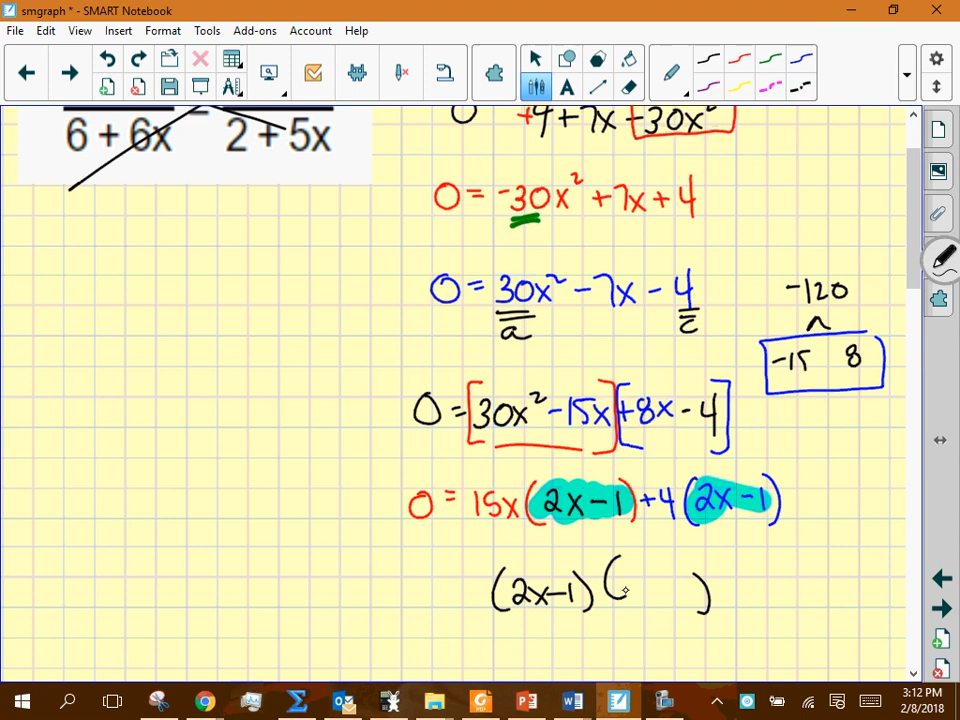 smgraph * - SMART Notebook
File Edit View Insert Format Tools Add-ons Account Help
6 + 6x = 2 + 5x
0 +4 + 7x - 30x²
0 = -30x² + 7x + 4
0 = 30x² - 7x - 4
a c
-120
-15 8
0 = [30x² - 15x][+8x - 4]
0 = 15x(2x - 1) + 4(2x - 1)
(2x-1) ( )
3:12 PM
2/8/2018